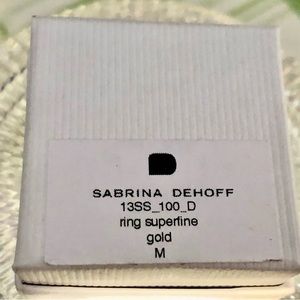 SABRINA DEHOFF
13SS_100_D
ring superfine
gold
M